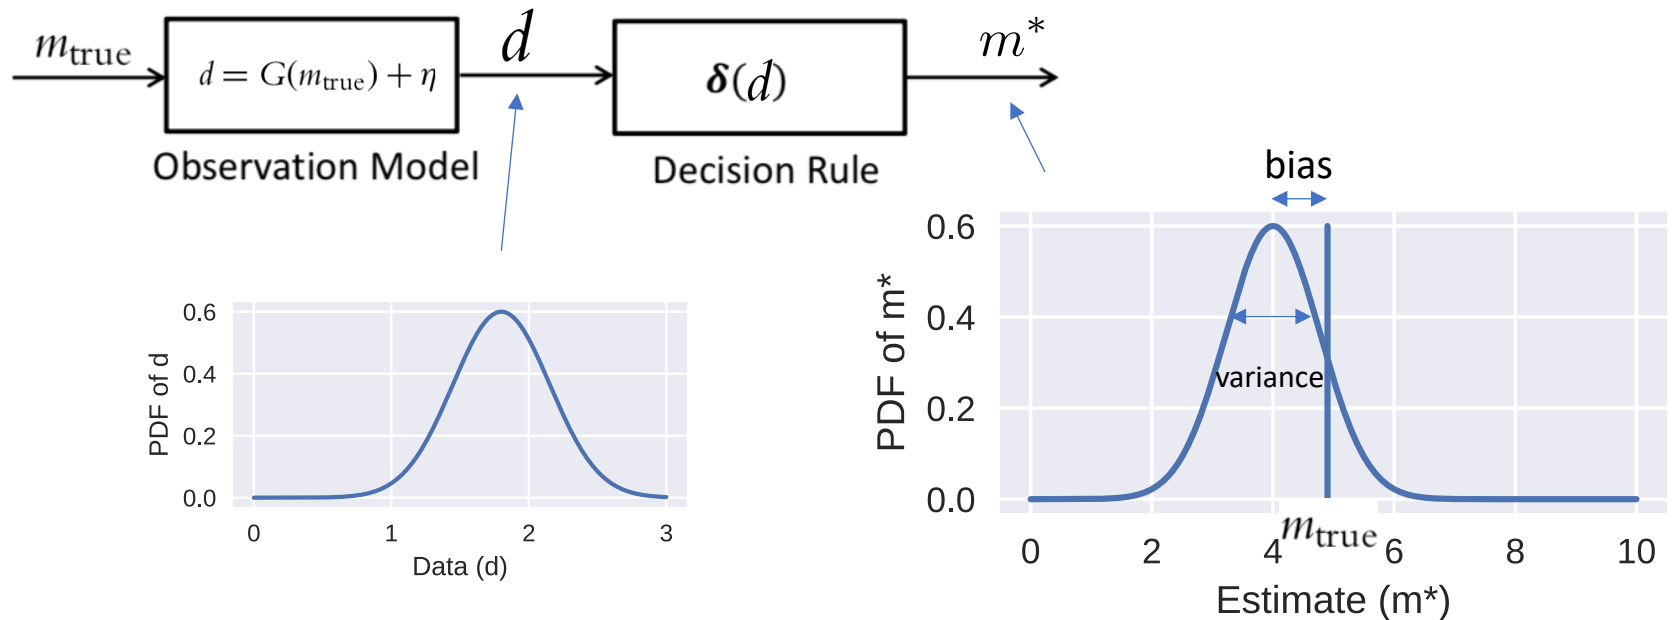 m_true
d = G(m_true) + η
d
δ(d)
m*
Observation Model
Decision Rule
bias
0.6
0.4
0.2
0.0
PDF of d
0
1
2
3
Data (d)
0.6
0.4
0.2
0.0
PDF of m*
variance
m_true
0
2
4
6
8
10
Estimate (m*)